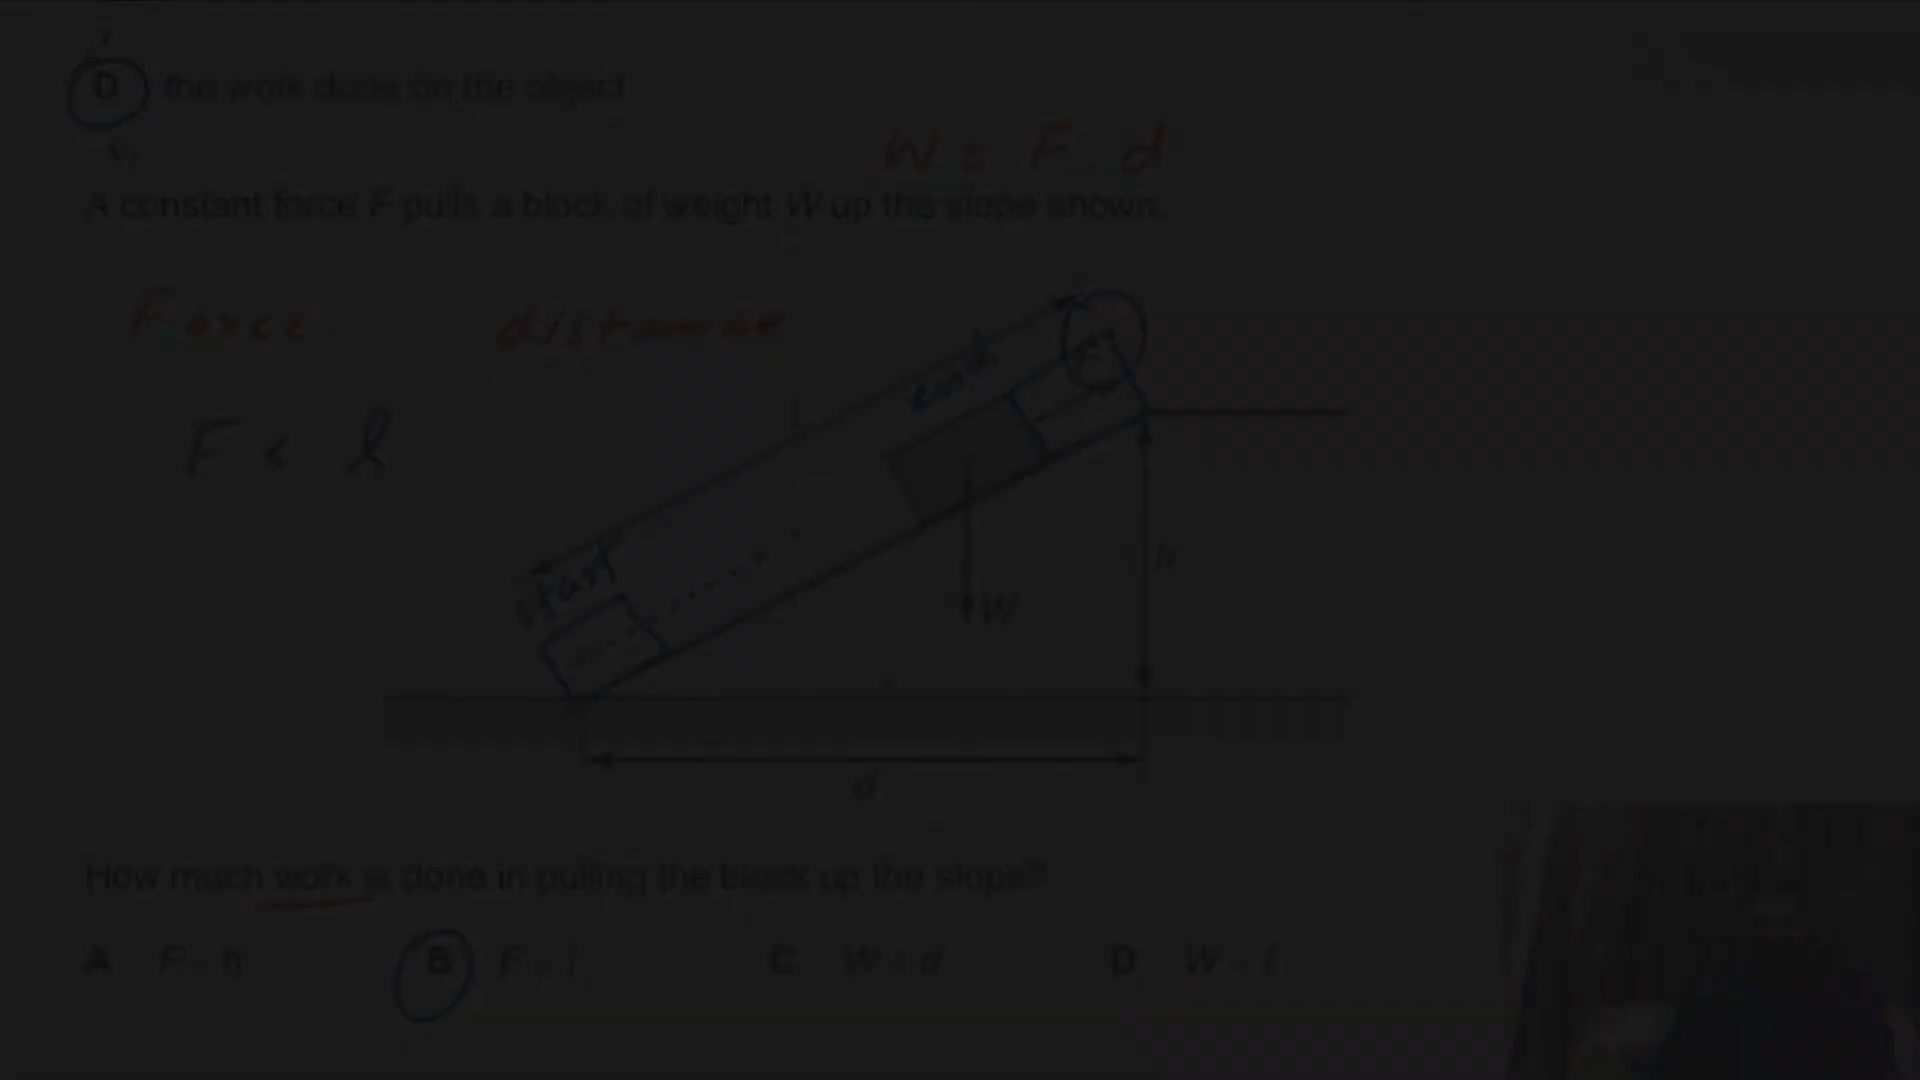 D the work done on the object
W = F . d
A constant force F pulls a block of weight W up the slope shown.
Force distance
end
F
F × l
l
start
h
W
d
How much work is done in pulling the block up the slope?
A F × h B F × l C W × d D W × l